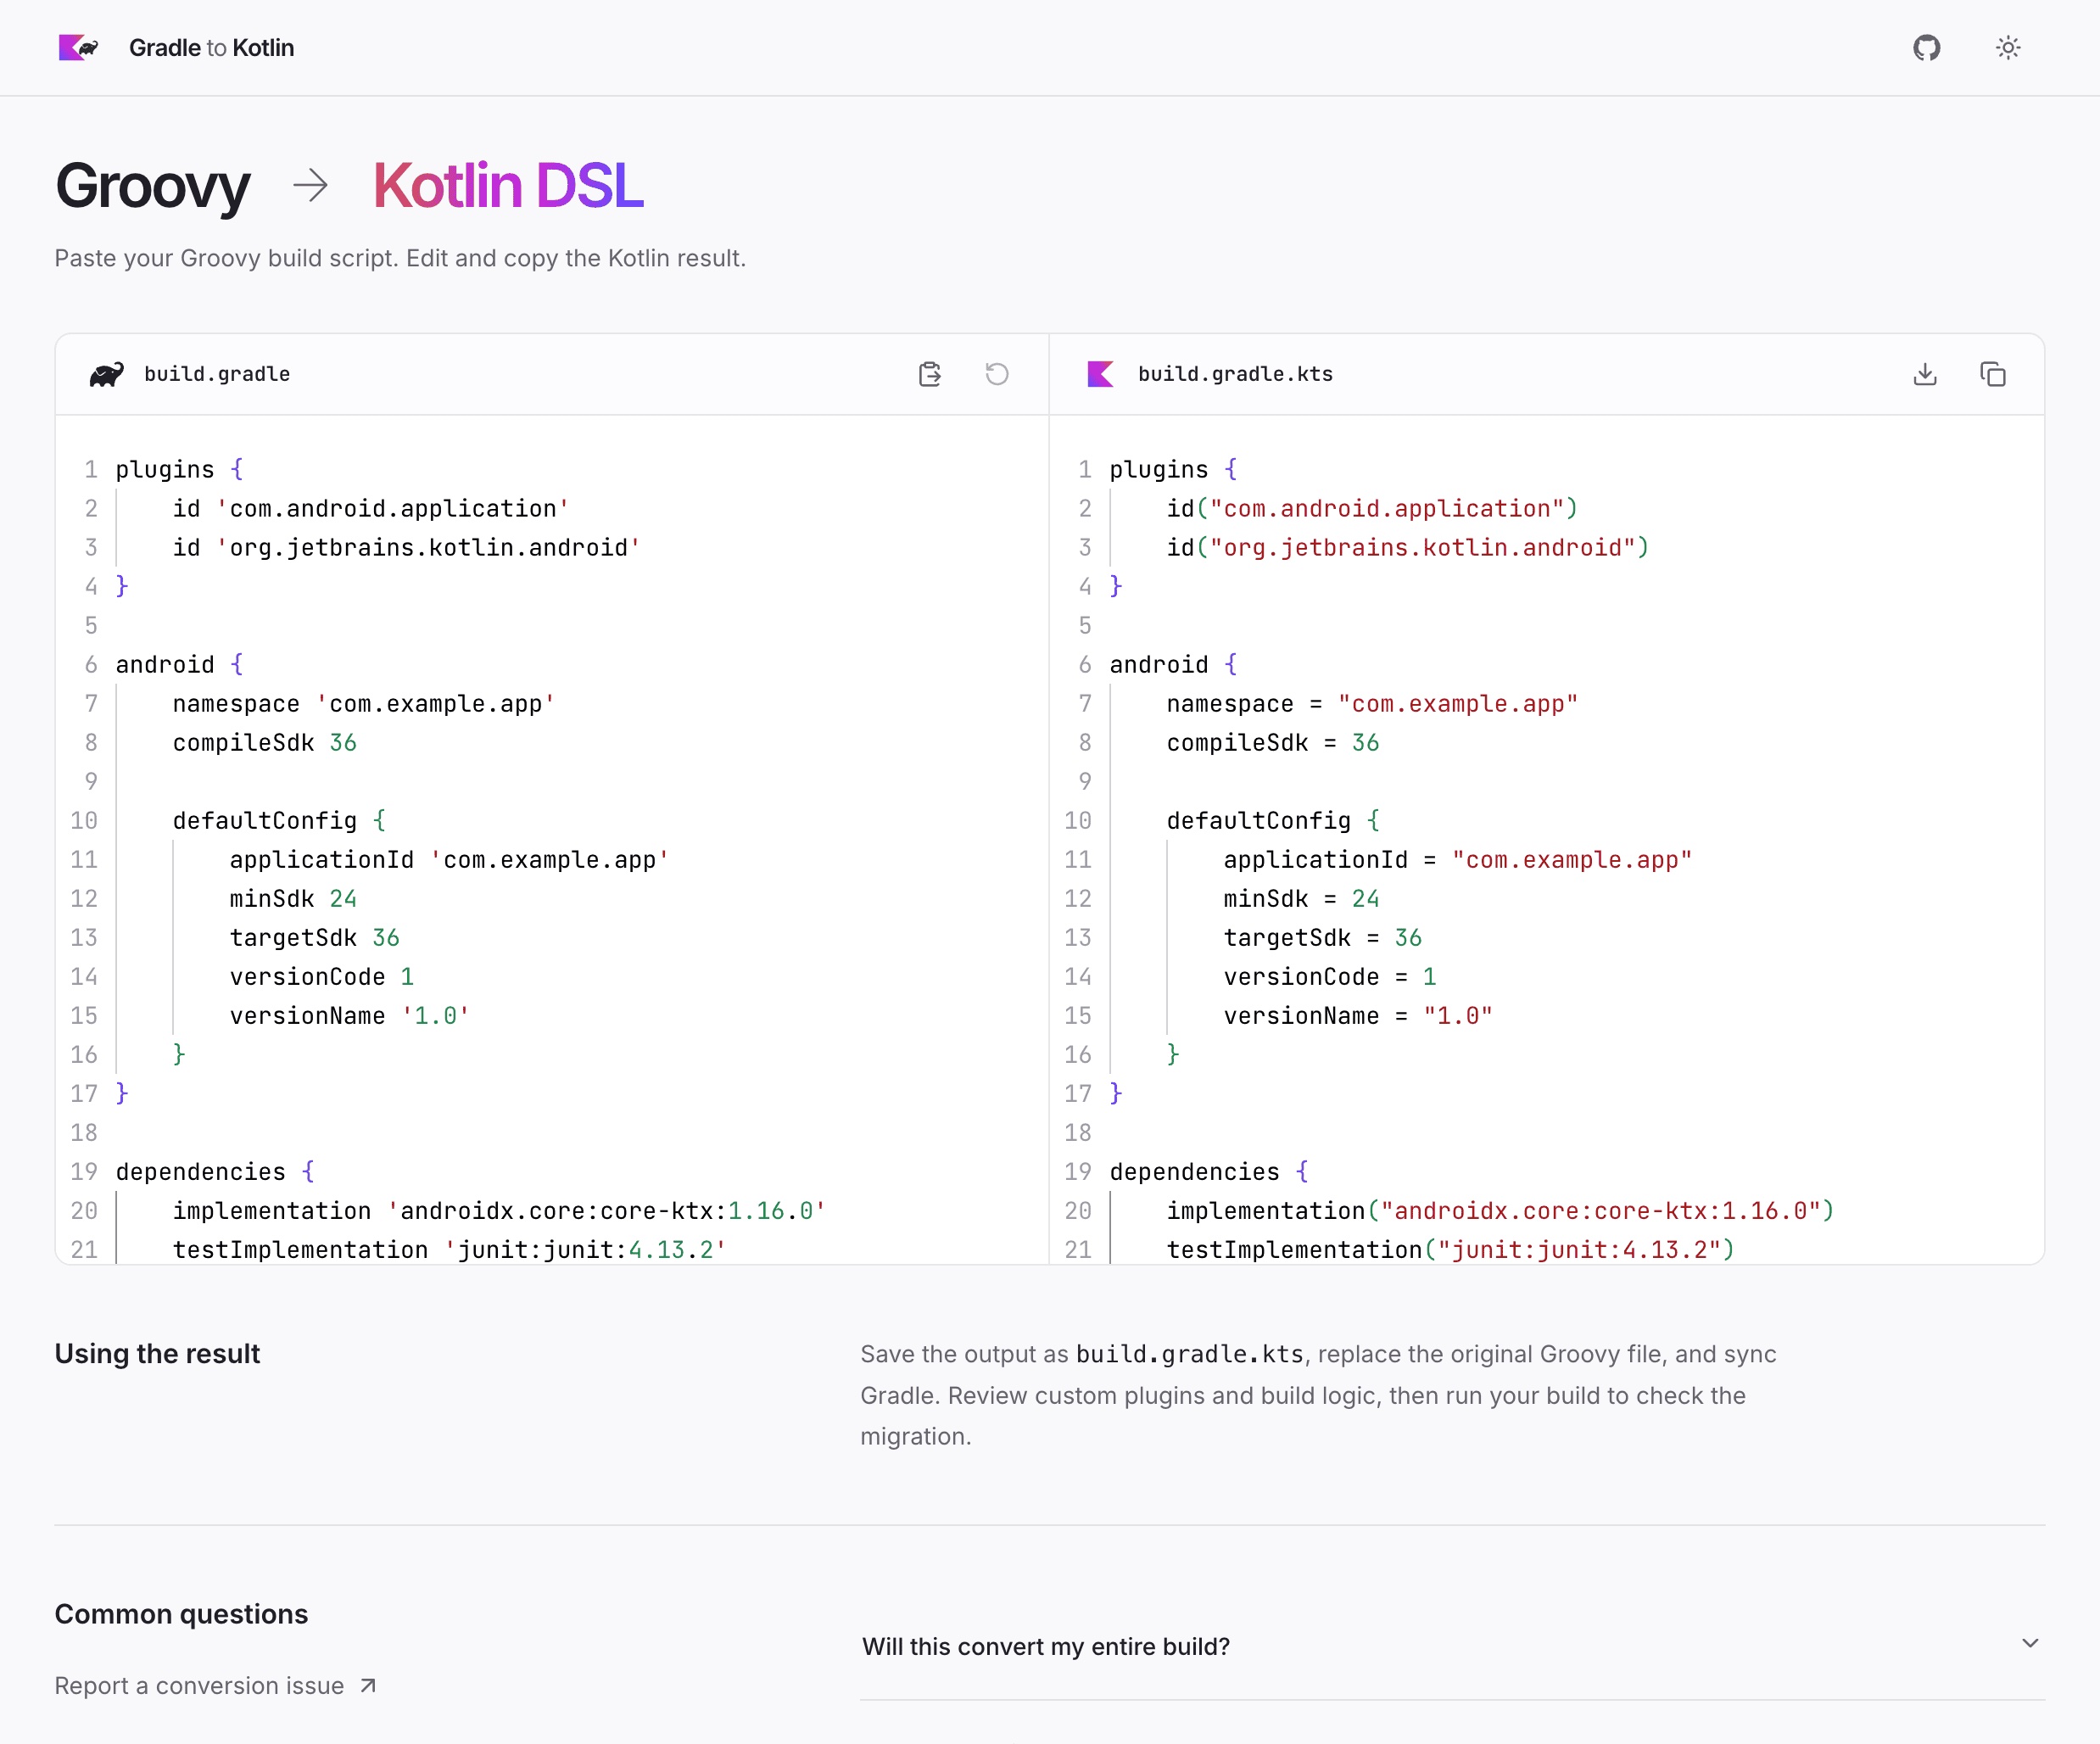 Gradle to Kotlin
Groovy → Kotlin DSL
Paste your Groovy build script. Edit and copy the Kotlin result.
build.gradle
1 plugins {
2     id 'com.android.application'
3     id 'org.jetbrains.kotlin.android'
4 }
5
6 android {
7     namespace 'com.example.app'
8     compileSdk 36
9
10     defaultConfig {
11         applicationId 'com.example.app'
12         minSdk 24
13         targetSdk 36
14         versionCode 1
15         versionName '1.0'
16     }
17 }
18
19 dependencies {
20     implementation 'androidx.core:core-ktx:1.16.0'
21     testImplementation 'junit:junit:4.13.2'
build.gradle.kts
1 plugins {
2     id("com.android.application")
3     id("org.jetbrains.kotlin.android")
4 }
5
6 android {
7     namespace = "com.example.app"
8     compileSdk = 36
9
10     defaultConfig {
11         applicationId = "com.example.app"
12         minSdk = 24
13         targetSdk = 36
14         versionCode = 1
15         versionName = "1.0"
16     }
17 }
18
19 dependencies {
20     implementation("androidx.core:core-ktx:1.16.0")
21     testImplementation("junit:junit:4.13.2")
Using the result
Save the output as build.gradle.kts, replace the original Groovy file, and sync
Gradle. Review custom plugins and build logic, then run your build to check the
migration.
Common questions
Report a conversion issue
Will this convert my entire build?